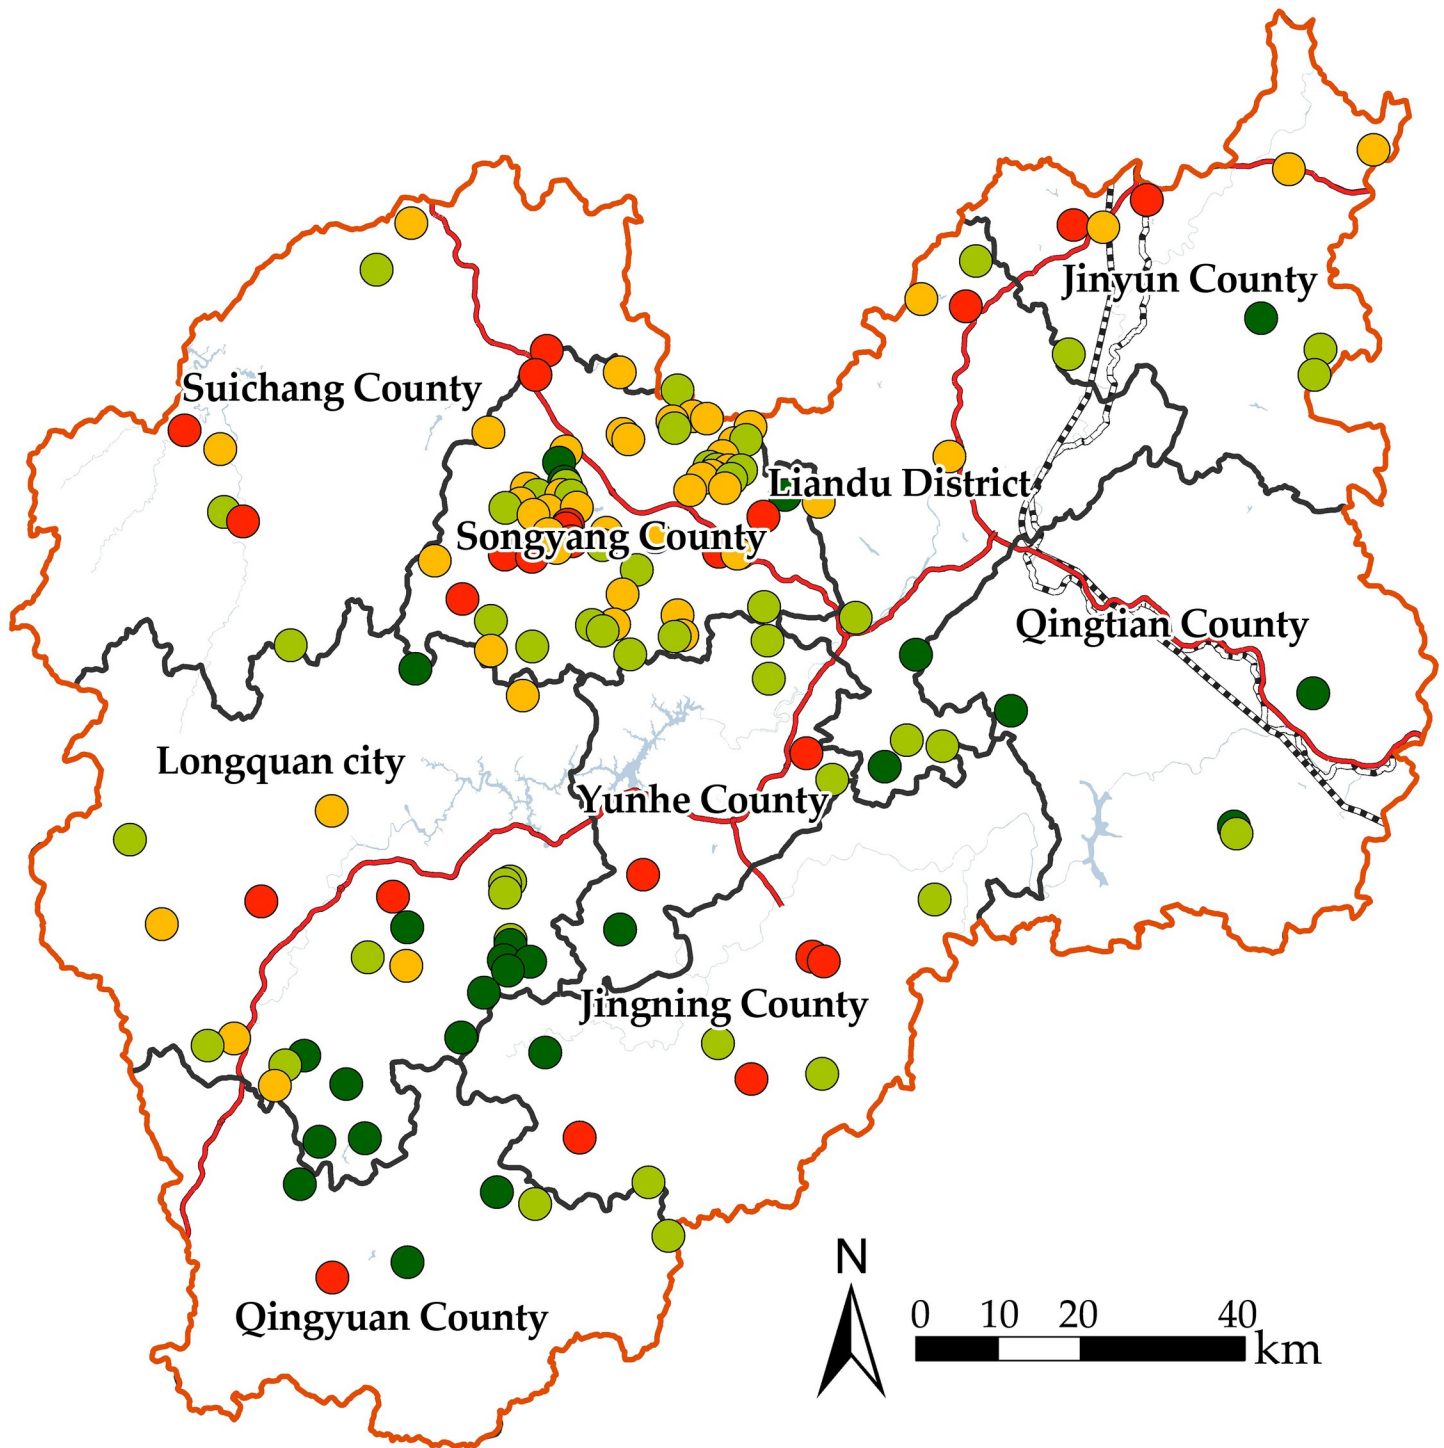 Jinyun County
Suichang County
Liandu District
Songyang County
Qingtian County
Longquan city
Yunhe County
Jingning County
N
0 10 20 40
km
Qingyuan County